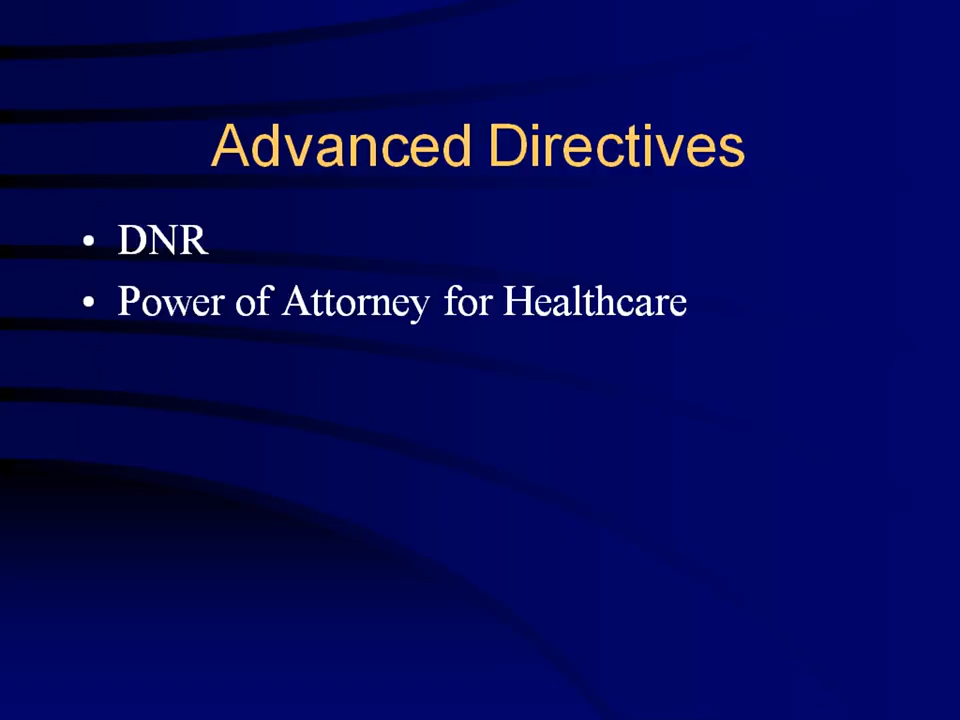 Advanced Directives
• DNR
• Power of Attorney for Healthcare